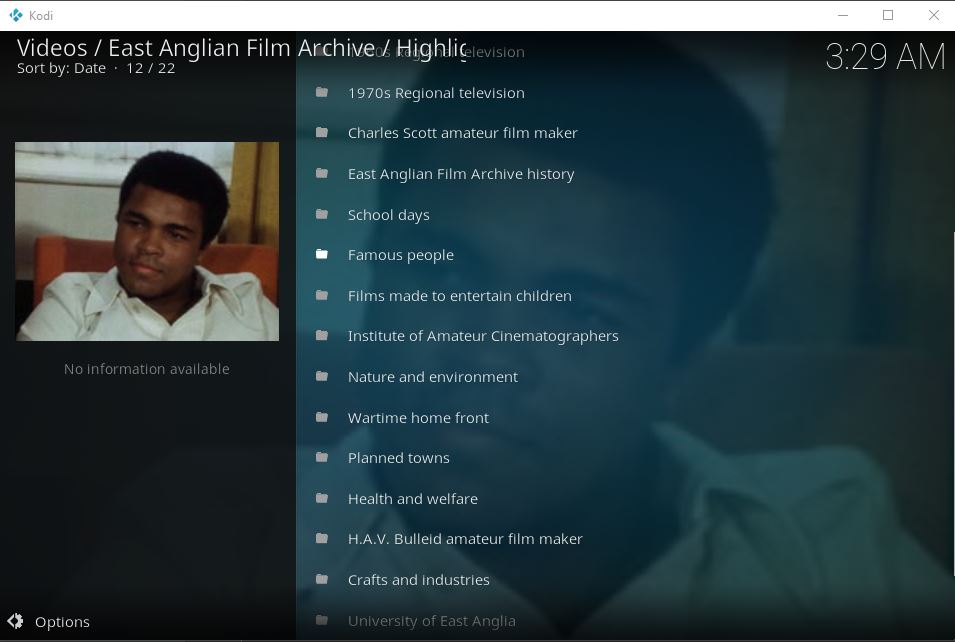 Kodi
Videos / East Anglian Film Archive / Highlig
Sort by: Date · 12 / 22
3:29 AM
Regional television
1970s Regional television
Charles Scott amateur film maker
East Anglian Film Archive history
School days
Famous people
Films made to entertain children
Institute of Amateur Cinematographers
Nature and environment
Wartime home front
Planned towns
Health and welfare
H.A.V. Bulleid amateur film maker
Crafts and industries
University of East Anglia
No information available
Options